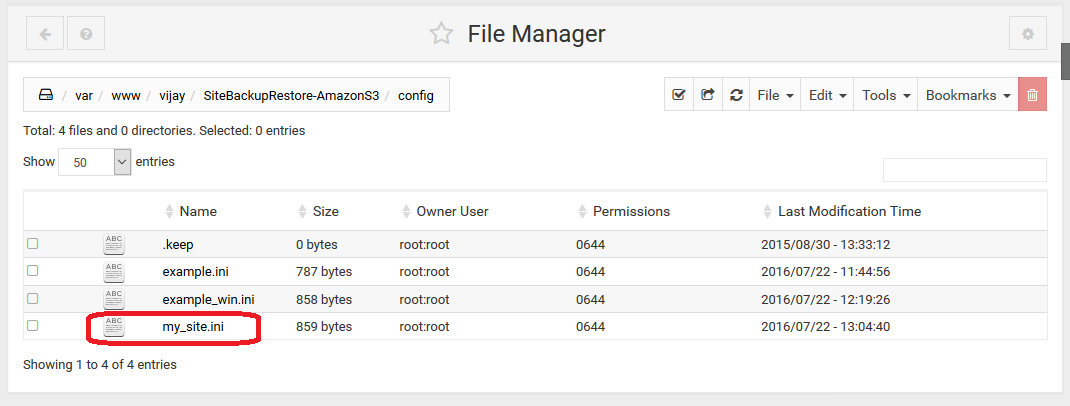 File Manager
/ var / www / vijay / SiteBackupRestore-AmazonS3 / config
File Edit Tools Bookmarks
Total: 4 files and 0 directories. Selected: 0 entries
Show 50 entries
Name Size Owner User Permissions Last Modification Time
ABC .keep 0 bytes root:root 0644 2015/08/30 - 13:33:12
ABC example.ini 787 bytes root:root 0644 2016/07/22 - 11:44:56
ABC example_win.ini 858 bytes root:root 0644 2016/07/22 - 12:19:26
ABC my_site.ini 859 bytes root:root 0644 2016/07/22 - 13:04:40
Showing 1 to 4 of 4 entries